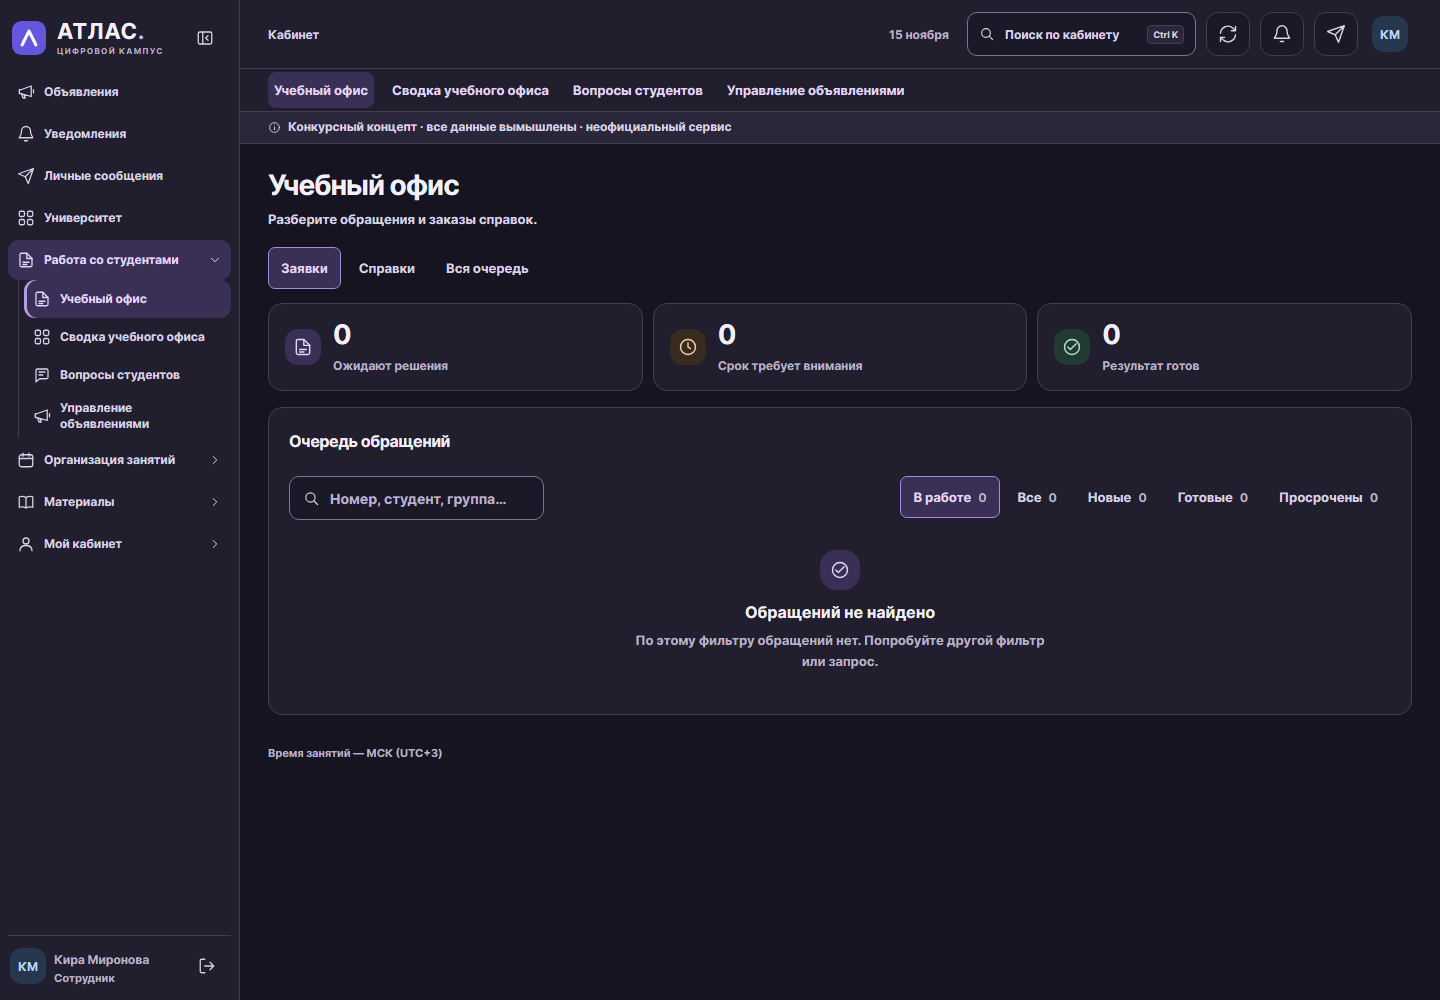 АТЛАС.
ЦИФРОВОЙ КАМПУС
Объявления
Уведомления
Личные сообщения
Университет
Работа со студентами
Учебный офис
Сводка учебного офиса
Вопросы студентов
Управление
объявлениями
Организация занятий
Материалы
Мой кабинет
КМ
Кира Миронова
Сотрудник
Кабинет
15 ноября
Поиск по кабинету
Ctrl K
КМ
Учебный офис
Сводка учебного офиса
Вопросы студентов
Управление объявлениями
Конкурсный концепт · все данные вымышлены · неофициальный сервис
Учебный офис
Разберите обращения и заказы справок.
Заявки
Справки
Вся очередь
0
Ожидают решения
0
Срок требует внимания
0
Результат готов
Очередь обращений
Номер, студент, группа...
В работе 0
Все 0
Новые 0
Готовые 0
Просрочены 0
Обращений не найдено
По этому фильтру обращений нет. Попробуйте другой фильтр
или запрос.
Время занятий — МСК (UTC+3)